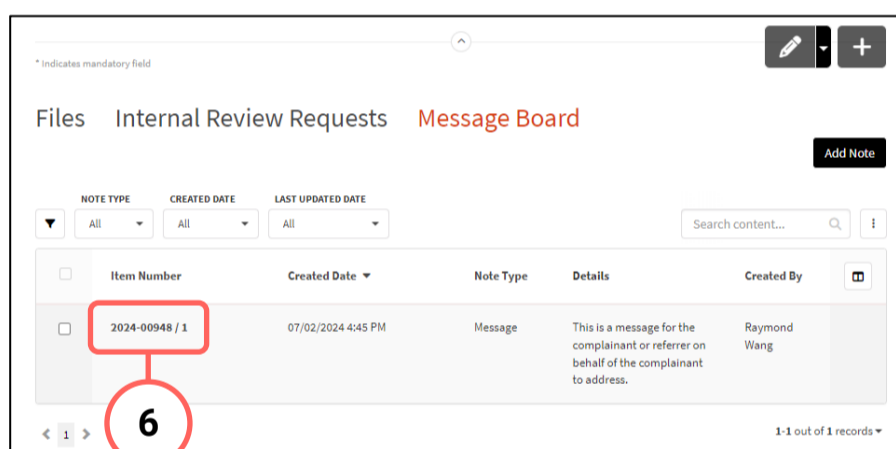 * Indicates mandatory field
Files Internal Review Requests Message Board
Add Note
NOTE TYPE CREATED DATE LAST UPDATED DATE
All All All Search content...
Item Number Created Date Note Type Details Created By
2024-00948 / 1 07/02/2024 4:45 PM Message This is a message for the Raymond
complainant or referrer on Wang
behalf of the complainant
to address.
6
1 1-1 out of 1 records